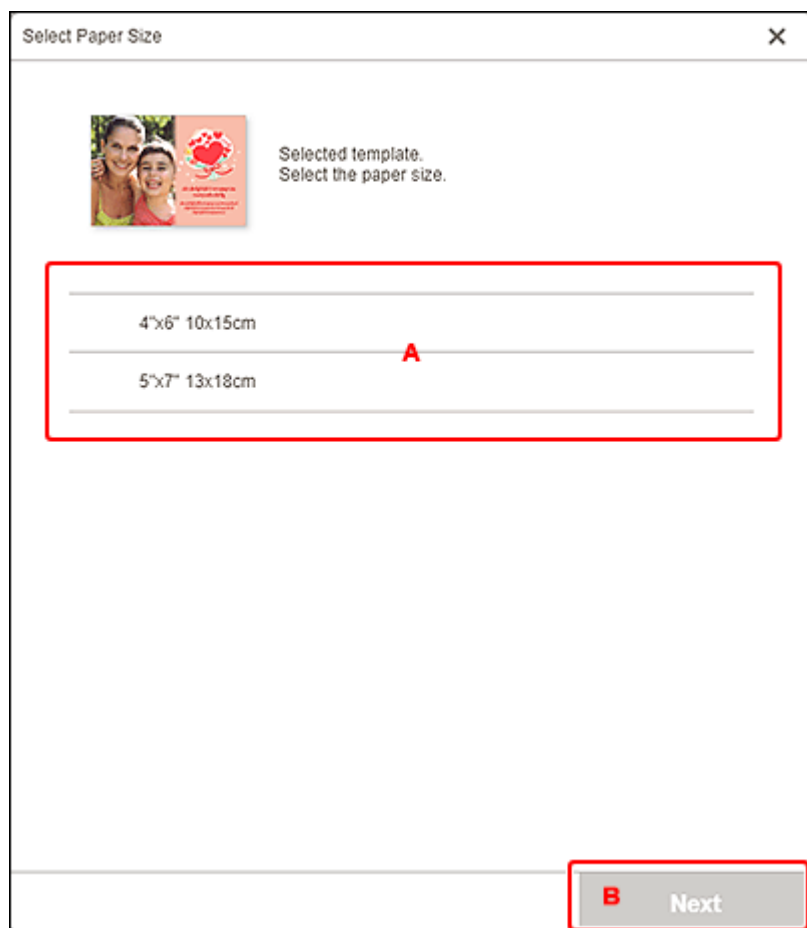 Select Paper Size
Selected template.
Select the paper size.
4"x6" 10x15cm
A
5"x7" 13x18cm
B Next